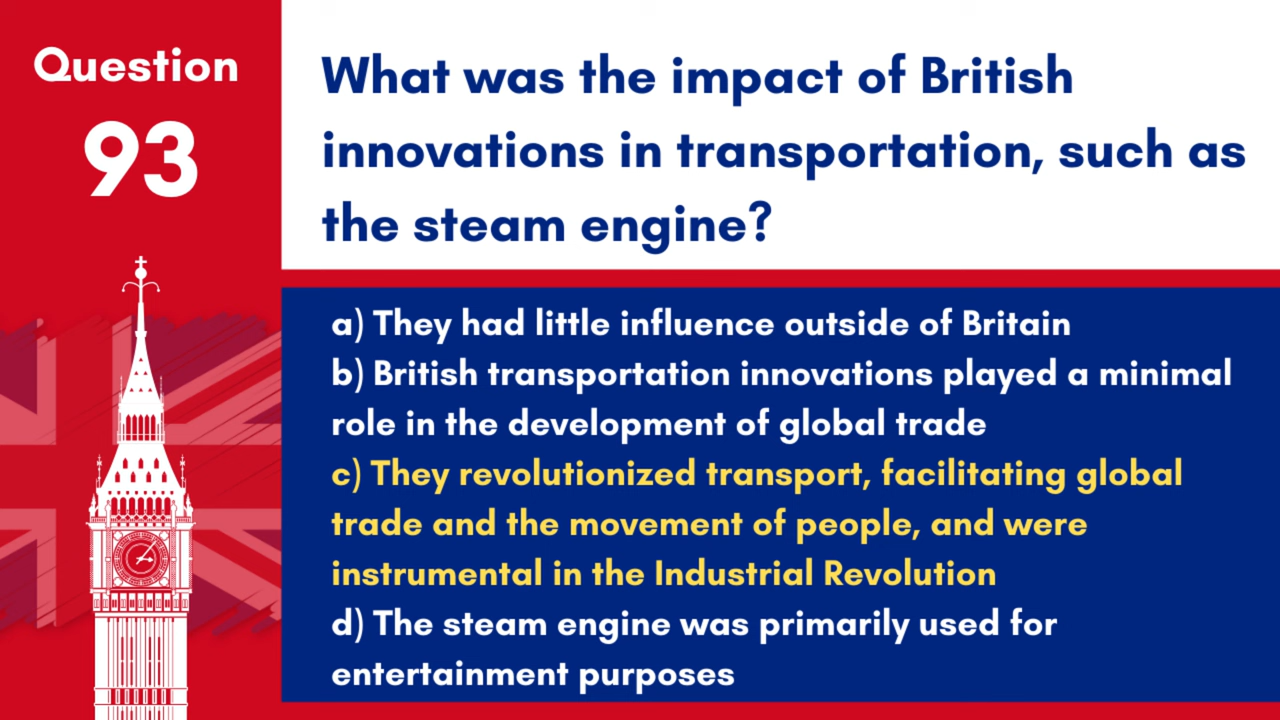 Question
93
What was the impact of British
innovations in transportation, such as
the steam engine?
a) They had little influence outside of Britain
b) British transportation innovations played a minimal
role in the development of global trade
c) They revolutionized transport, facilitating global
trade and the movement of people, and were
instrumental in the Industrial Revolution
d) The steam engine was primarily used for
entertainment purposes